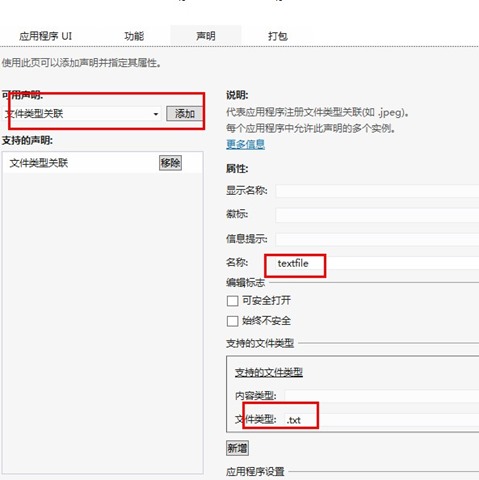 应用程序 UI 功能 声明 打包
使用此页可以添加声明并指定其属性。
可用声明:
文件类型关联 添加
支持的声明:
文件类型关联 移除
说明:
代表应用程序注册文件类型关联(如 .jpeg)。
每个应用程序中允许此声明的多个实例。
更多信息
属性:
显示名称:
徽标:
信息提示:
名称: textfile
编辑标志
可安全打开
始终不安全
支持的文件类型
支持的文件类型
内容类型:
文件类型: .txt
新增
应用程序设置